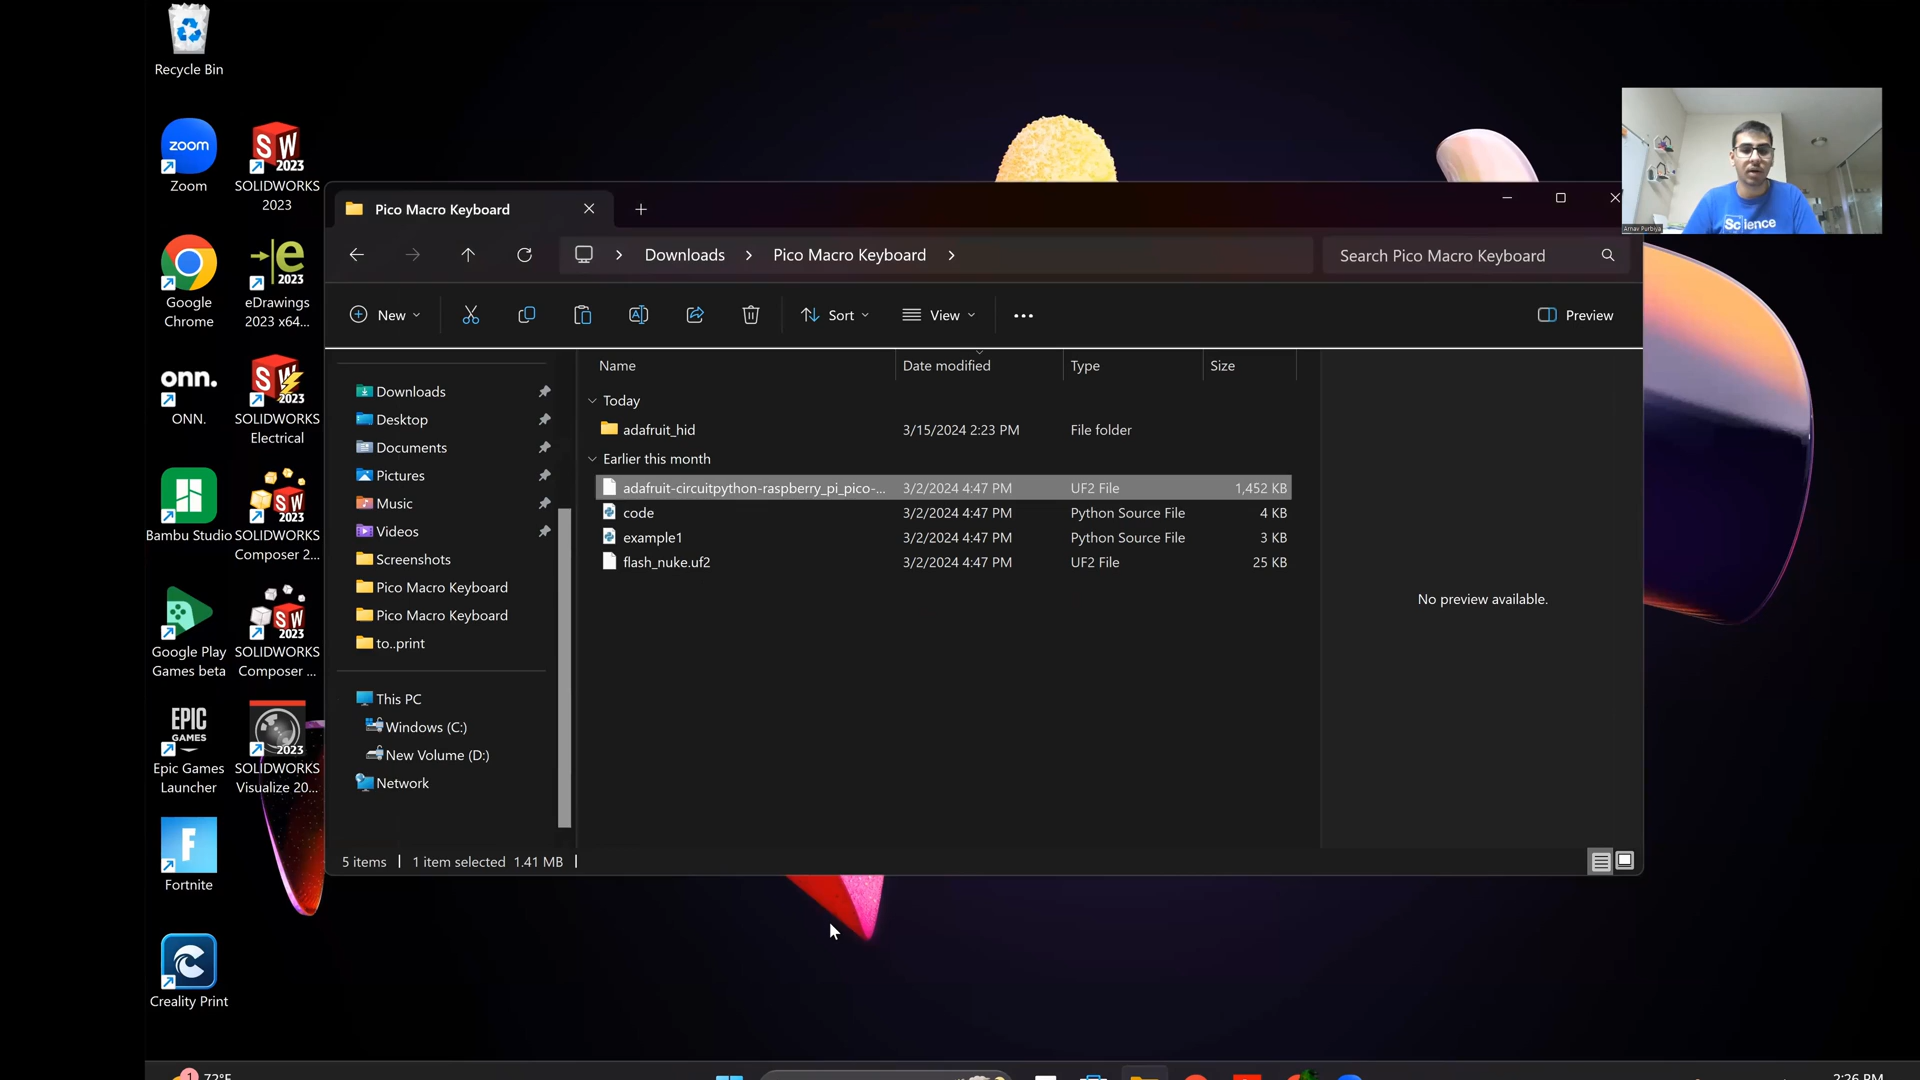 Recycle Bin
zoom
Zoom
SW
2023
SOLIDWORKS
2023
Google
Chrome
e
2023
eDrawings
2023 x64...
onn.
ONN.
SW
2023
SOLIDWORKS
Electrical
Bambu Studio
2023
SOLIDWORKS
Composer 2...
Google Play
Games beta
2023
SOLIDWORKS
Composer ...
EPIC
GAMES
Epic Games
Launcher
2023
SOLIDWORKS
Visualize 20...
F
Fortnite
Creality Print
Pico Macro Keyboard
Downloads
Pico Macro Keyboard
Search Pico Macro Keyboard
New
Sort
View
Preview
Downloads
Desktop
Documents
Pictures
Music
Videos
Screenshots
Pico Macro Keyboard
Pico Macro Keyboard
to..print
This PC
Windows (C:)
New Volume (D:)
Network
Name Date modified Type Size
Today
adafruit_hid 3/15/2024 2:23 PM File folder
Earlier this month
adafruit-circuitpython-raspberry_pi_pico-... 3/2/2024 4:47 PM UF2 File 1,452 KB
code 3/2/2024 4:47 PM Python Source File 4 KB
example1 3/2/2024 4:47 PM Python Source File 3 KB
flash_nuke.uf2 3/2/2024 4:47 PM UF2 File 25 KB
No preview available.
5 items 1 item selected 1.41 MB
Science
Arnav Purbiya
1
72°F
2:26 PM